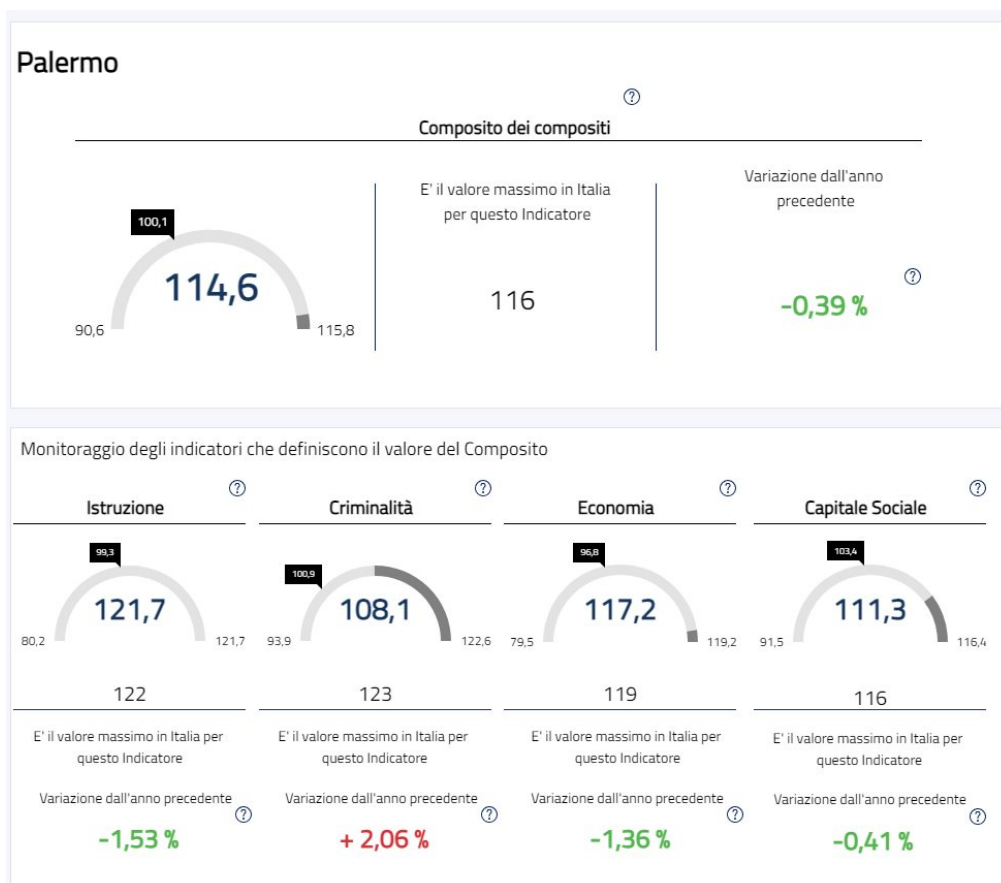 Palermo
?
Composito dei compositi
E' il valore massimo in Italia
per questo Indicatore
Variazione dall'anno
precedente
100,1
114,6
90,6
115,8
116
?
-0,39 %
Monitoraggio degli indicatori che definiscono il valore del Composito
?
Istruzione
99,3
121,7
80,2
121,7
122
E' il valore massimo in Italia per
questo Indicatore
Variazione dall'anno precedente
?
-1,53 %
?
Criminalità
100,9
108,1
93,9
122,6
123
E' il valore massimo in Italia per
questo Indicatore
Variazione dall'anno precedente
?
+ 2,06 %
?
Economia
96,8
117,2
79,5
119,2
119
E' il valore massimo in Italia per
questo Indicatore
Variazione dall'anno precedente
?
-1,36 %
?
Capitale Sociale
103,4
111,3
91,5
116,4
116
E' il valore massimo in Italia per
questo Indicatore
Variazione dall'anno precedente
?
-0,41 %